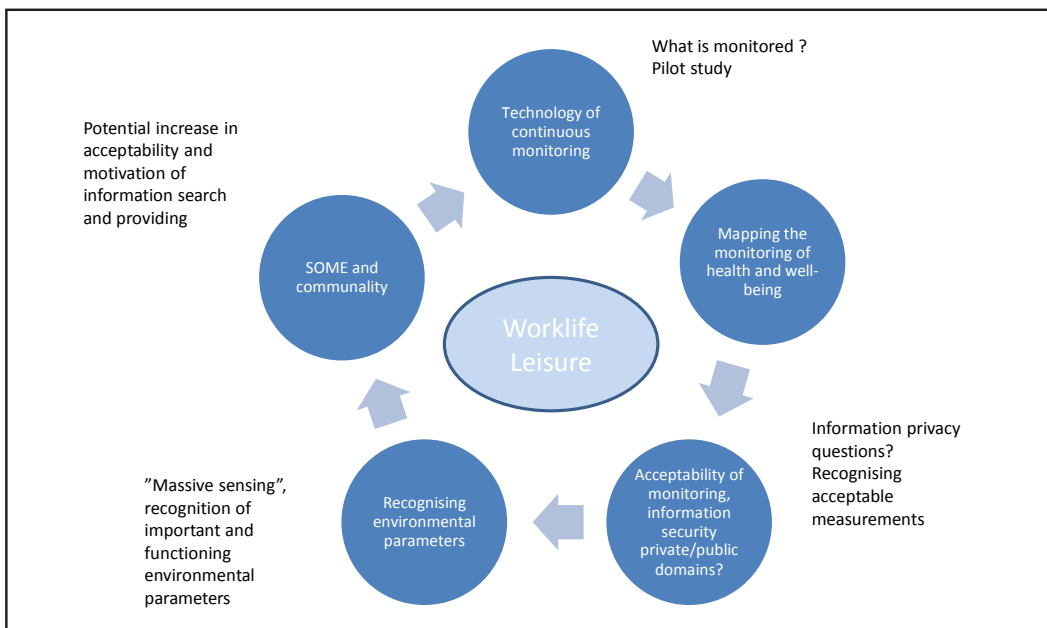 What is monitored ?
Pilot study
Technology of
continuous
monitoring
Potential increase in
acceptability and
motivation of
information search
and providing
Mapping the
monitoring of
health and well-
being
SOME and
communality
Worklife
Leisure
Information privacy
questions?
Recognising
acceptable
measurements
Acceptability of
monitoring,
information
security
private/public
domains?
Recognising
environmental
parameters
”Massive sensing”,
recognition of
important and
functioning
environmental
parameters